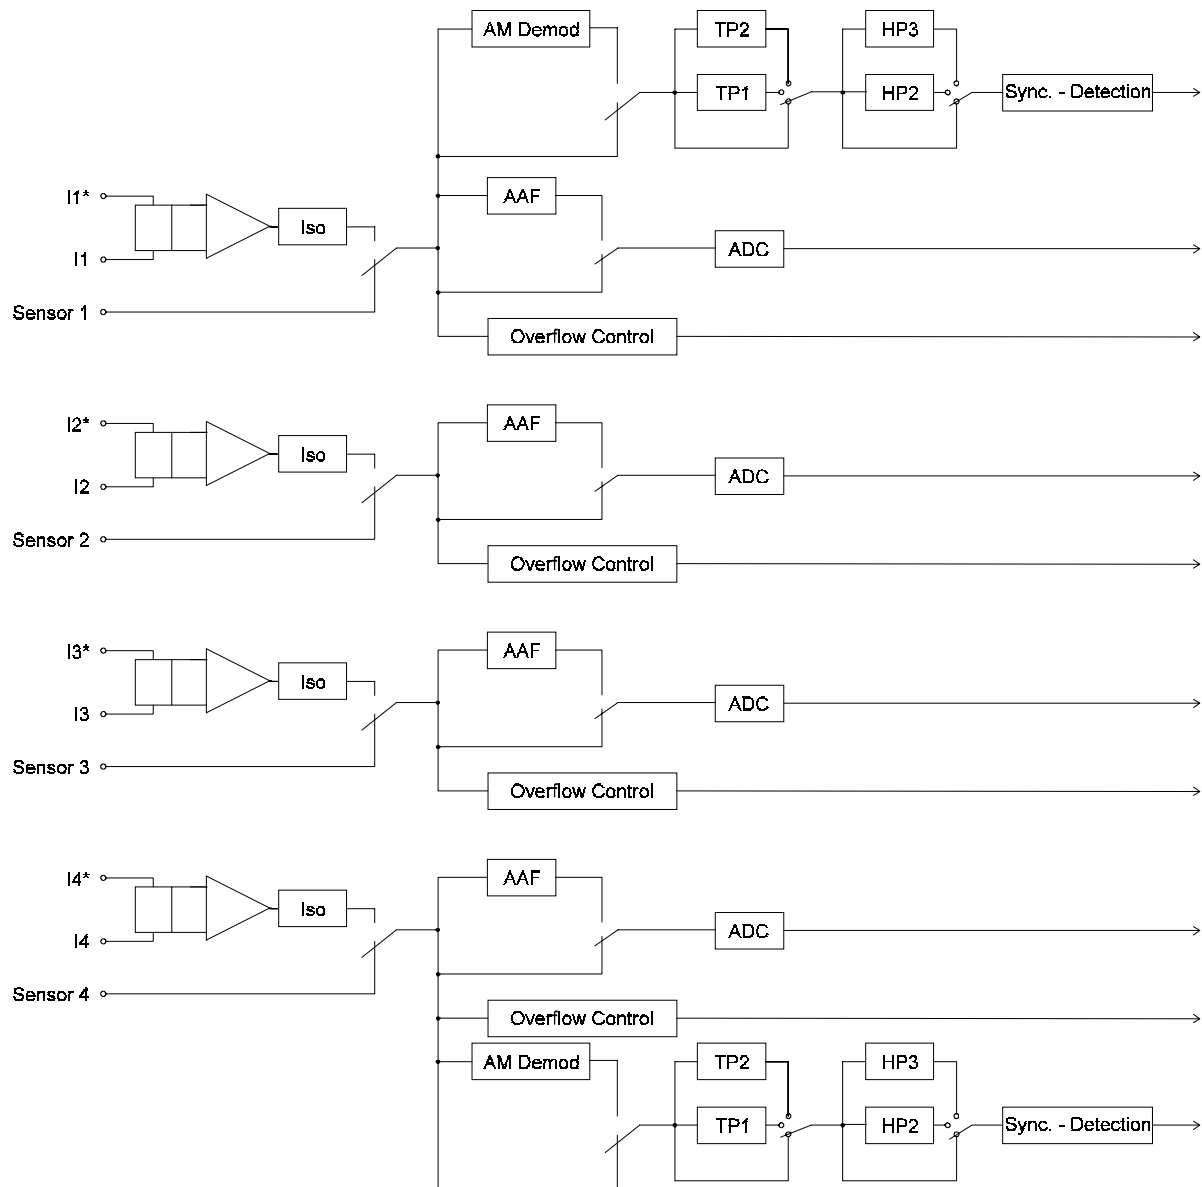 AM Demod
TP2
HP3
TP1
HP2
Sync. - Detection
I1*
AAF
Iso
I1
ADC
Sensor 1
Overflow Control
I2*
AAF
Iso
I2
ADC
Sensor 2
Overflow Control
I3*
AAF
Iso
I3
ADC
Sensor 3
Overflow Control
I4*
AAF
Iso
I4
ADC
Sensor 4
Overflow Control
AM Demod
TP2
HP3
TP1
HP2
Sync. - Detection